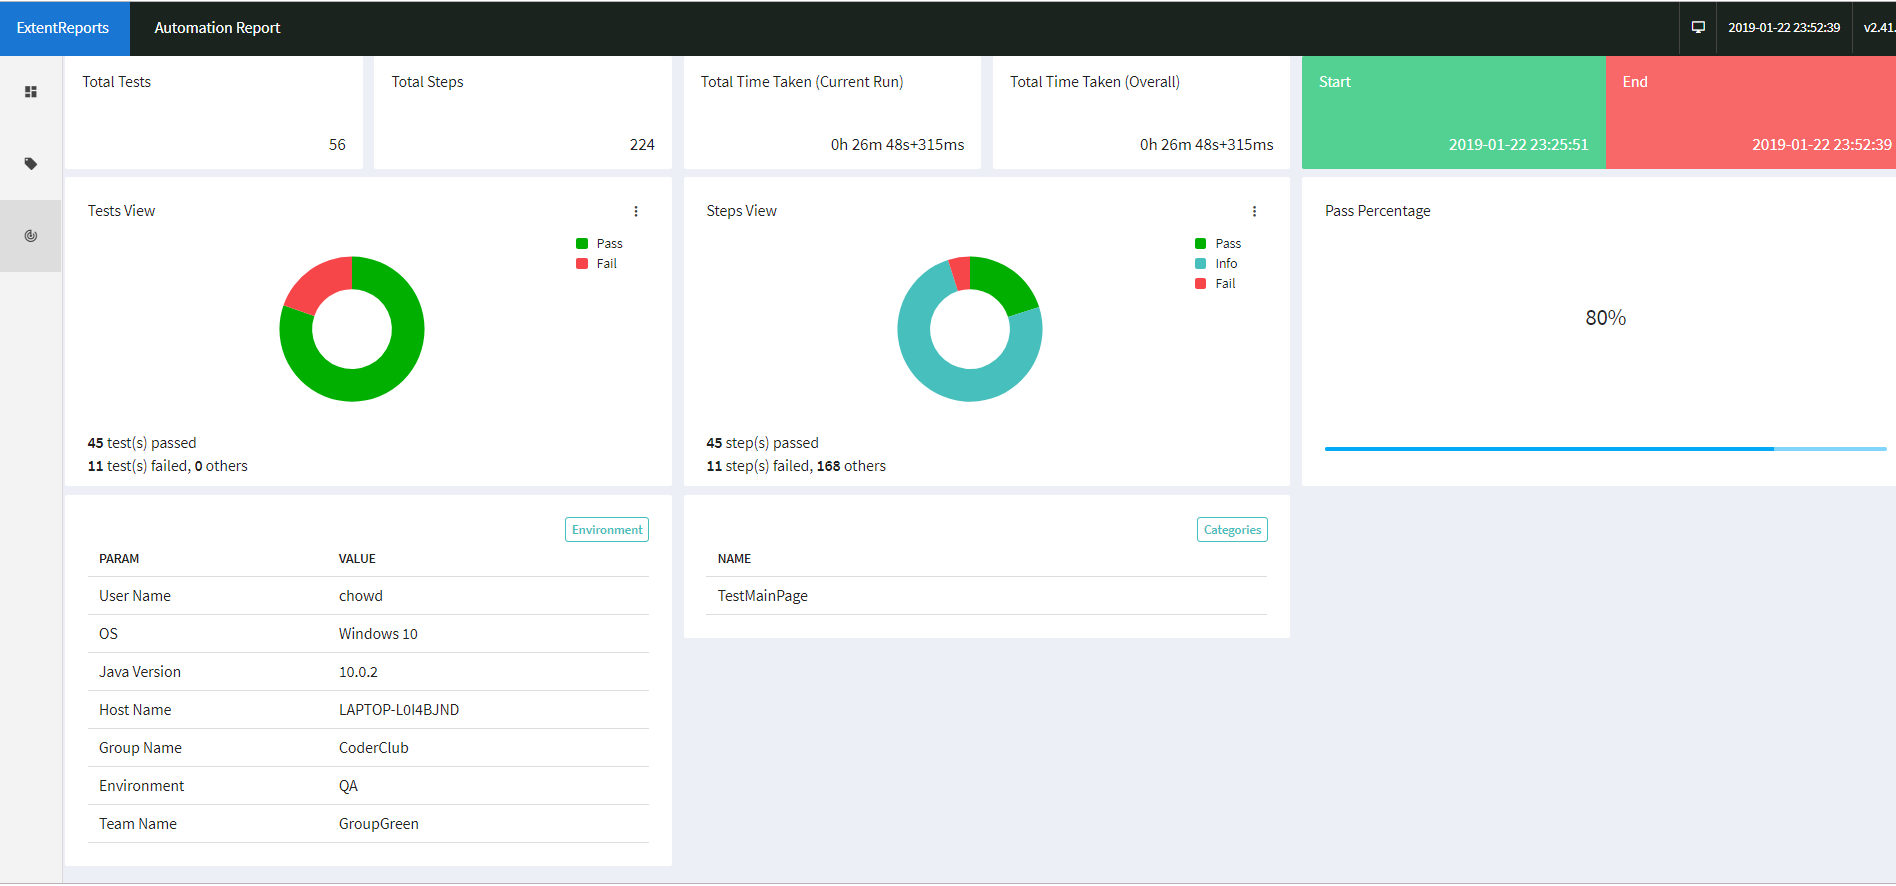 ExtentReports
Automation Report
2019-01-22 23:52:39
v2.41.
Total Tests
56
Total Steps
224
Total Time Taken (Current Run)
0h 26m 48s+315ms
Total Time Taken (Overall)
0h 26m 48s+315ms
Start
2019-01-22 23:25:51
End
2019-01-22 23:52:39
Tests View
Pass
Fail
45 test(s) passed
11 test(s) failed, 0 others
Steps View
Pass
Info
Fail
45 step(s) passed
11 step(s) failed, 168 others
Pass Percentage
80%
Environment
PARAM VALUE
User Name chowd
OS Windows 10
Java Version 10.0.2
Host Name LAPTOP-L0I4BJND
Group Name CoderClub
Environment QA
Team Name GroupGreen
Categories
NAME
TestMainPage